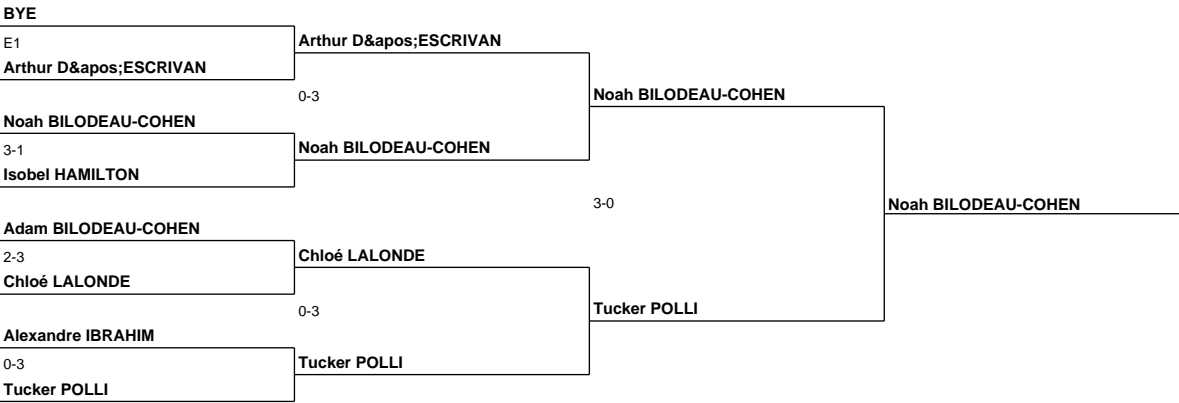 BYE
E1
Arthur D&apos;ESCRIVAN
Arthur D&apos;ESCRIVAN
0-3
Noah BILODEAU-COHEN
Noah BILODEAU-COHEN
3-1
Noah BILODEAU-COHEN
Isobel HAMILTON
3-0
Noah BILODEAU-COHEN
Adam BILODEAU-COHEN
2-3
Chloé LALONDE
Chloé LALONDE
0-3
Tucker POLLI
Alexandre IBRAHIM
0-3
Tucker POLLI
Tucker POLLI